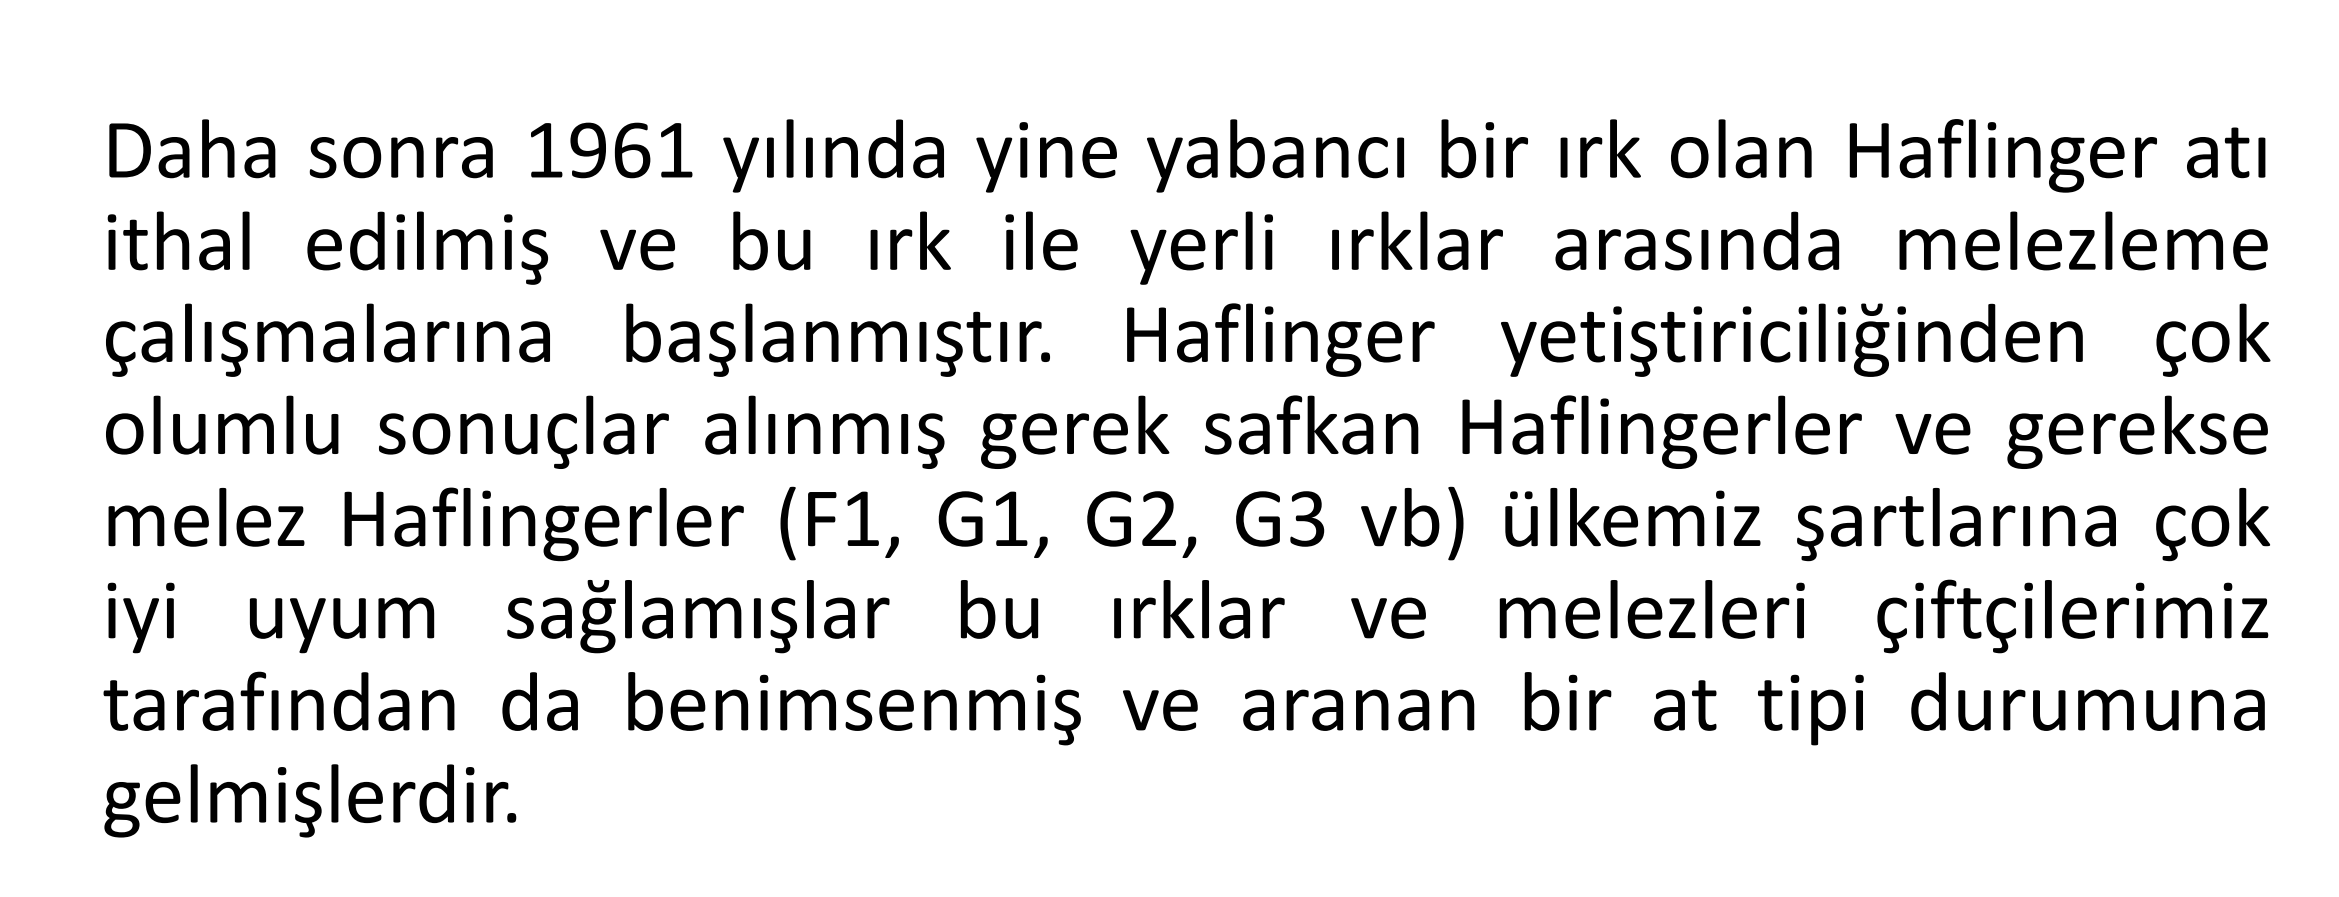 Daha sonra 1961 yılında yine yabancı bir ırk olan Haflinger atı
ithal edilmiş ve bu ırk ile yerli ırklar arasında melezleme
çalışmalarına başlanmıştır. Haflinger yetiştiriciliğinden çok
olumlu sonuçlar alınmış gerek safkan Haflingerler ve gerekse
melez Haflingerler (F1, G1, G2, G3 vb) ülkemiz şartlarına çok
iyi uyum sağlamışlar bu ırklar ve melezleri çiftçilerimiz
tarafından da benimsenmiş ve aranan bir at tipi durumuna
gelmişlerdir.